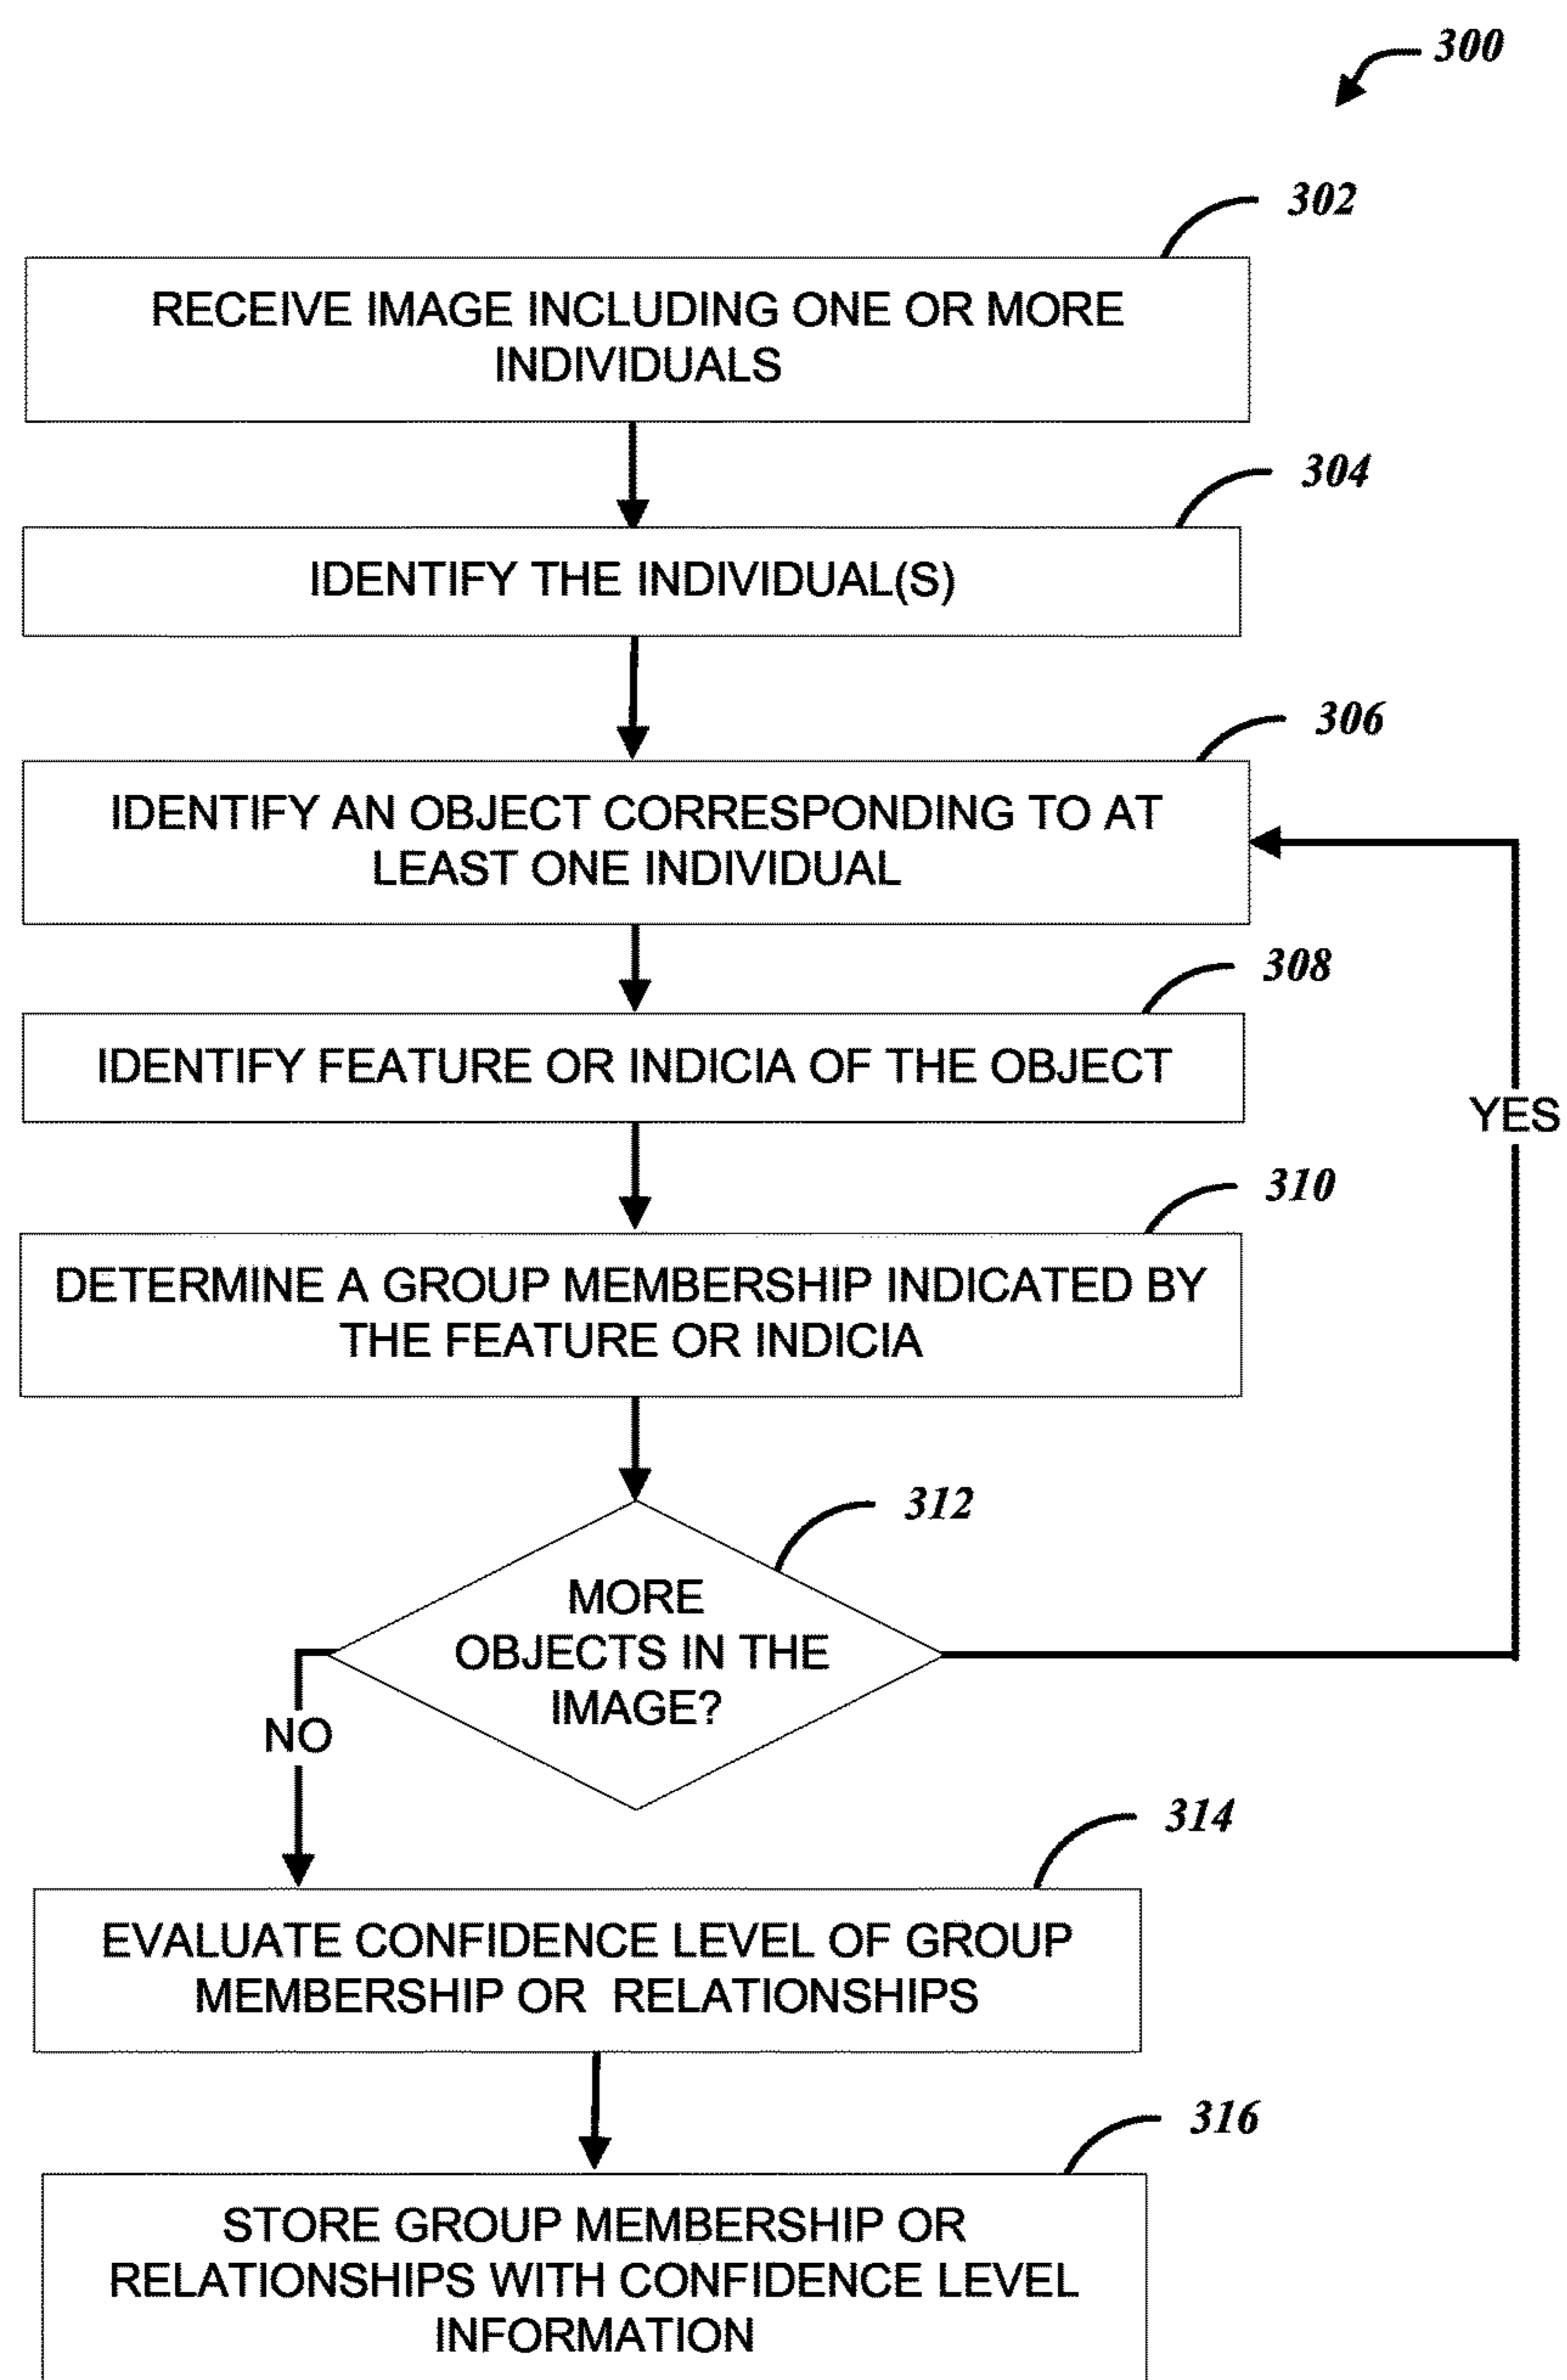 300
302
RECEIVE IMAGE INCLUDING ONE OR MORE
INDIVIDUALS
304
IDENTIFY THE INDIVIDUAL(S)
306
IDENTIFY AN OBJECT CORRESPONDING TO AT
LEAST ONE INDIVIDUAL
308
IDENTIFY FEATURE OR INDICIA OF THE OBJECT
YES
310
DETERMINE A GROUP MEMBERSHIP INDICATED BY
THE FEATURE OR INDICIA
312
MORE
OBJECTS IN THE
IMAGE?
NO
314
EVALUATE CONFIDENCE LEVEL OF GROUP
MEMBERSHIP OR RELATIONSHIPS
316
STORE GROUP MEMBERSHIP OR
RELATIONSHIPS WITH CONFIDENCE LEVEL
INFORMATION